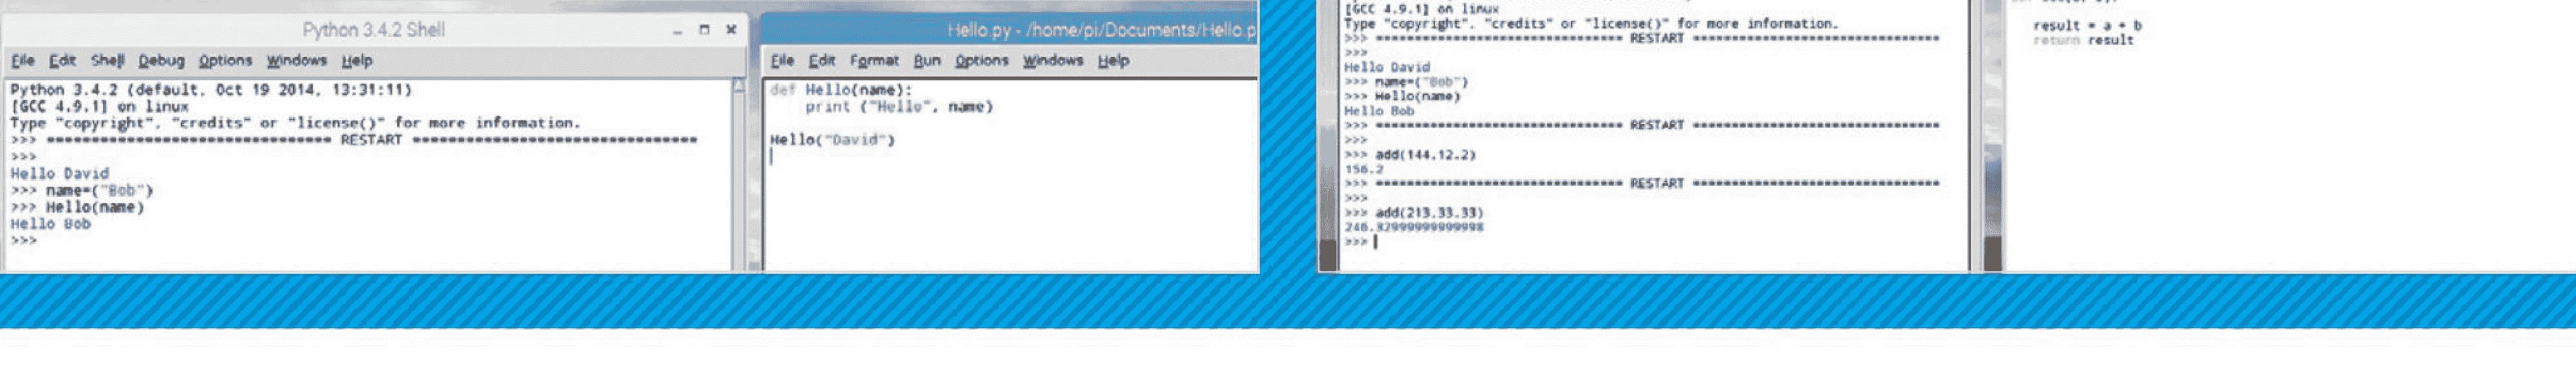 Python 3.4.2 Shell
File Edit Shell Debug Options Windows Help
Python 3.4.2 (default, Oct 19 2014, 13:31:11)
[GCC 4.9.1] on linux
Type "copyright", "credits" or "license()" for more information.
>>> ================================ RESTART ================================
>>>
Hello David
>>> name=("Bob")
>>> Hello(name)
Hello Bob
>>>
Hello.py - /home/pi/Documents/Hello.p
File Edit Format Run Options Windows Help
def Hello(name):
print ("Hello", name)
Hello("David")
[GCC 4.9.1] on linux
Type "copyright", "credits" or "license()" for more information.
>>> ================================ RESTART ================================
>>>
Hello David
>>> name=("Bob")
>>> Hello(name)
Hello Bob
>>> ================================ RESTART ================================
>>>
>>> add(144,12.2)
156.2
>>> ================================ RESTART ================================
>>>
>>> add(213,33.33)
246.32999999999998
>>>
result = a + b
return result